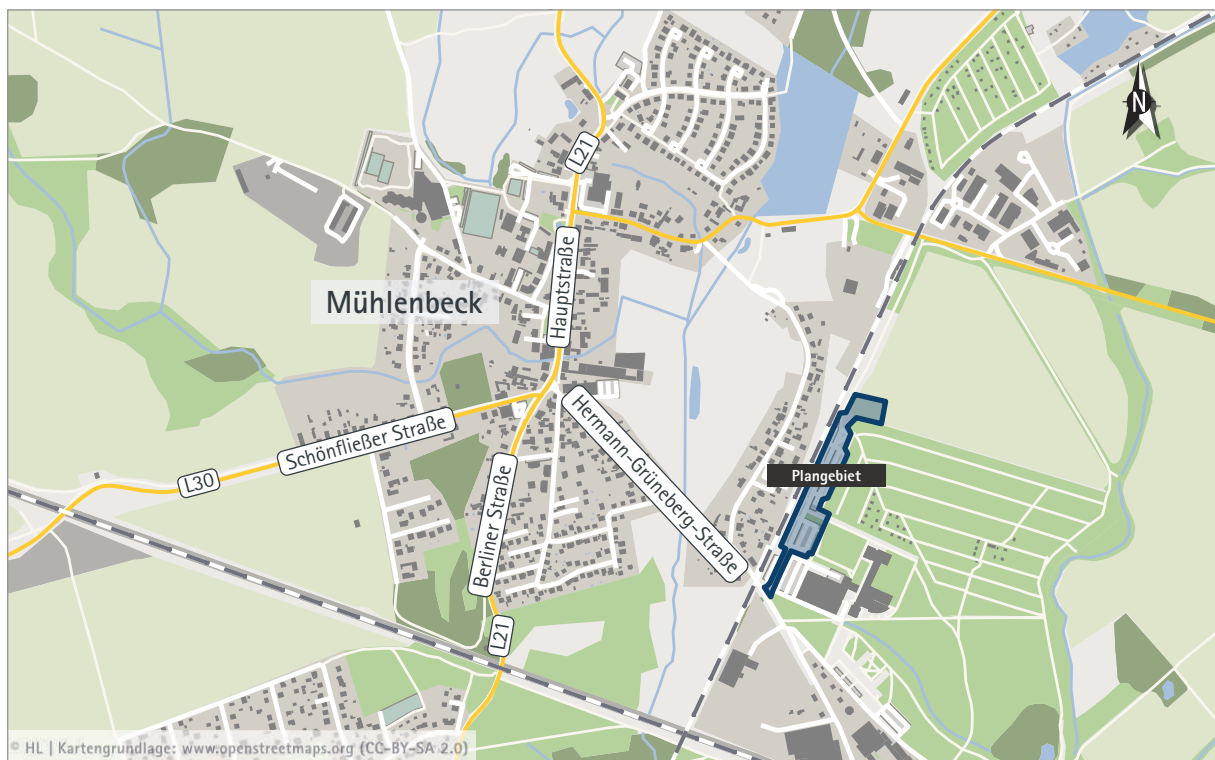 N
L21
Hauptstraße
Mühlenbeck
Hermann-Grüneberg-Straße
Schönfließer Straße
L30
Plangebiet
Berliner Straße
L21
© HL | Kartengrundlage: www.openstreetmaps.org (CC-BY-SA 2.0)